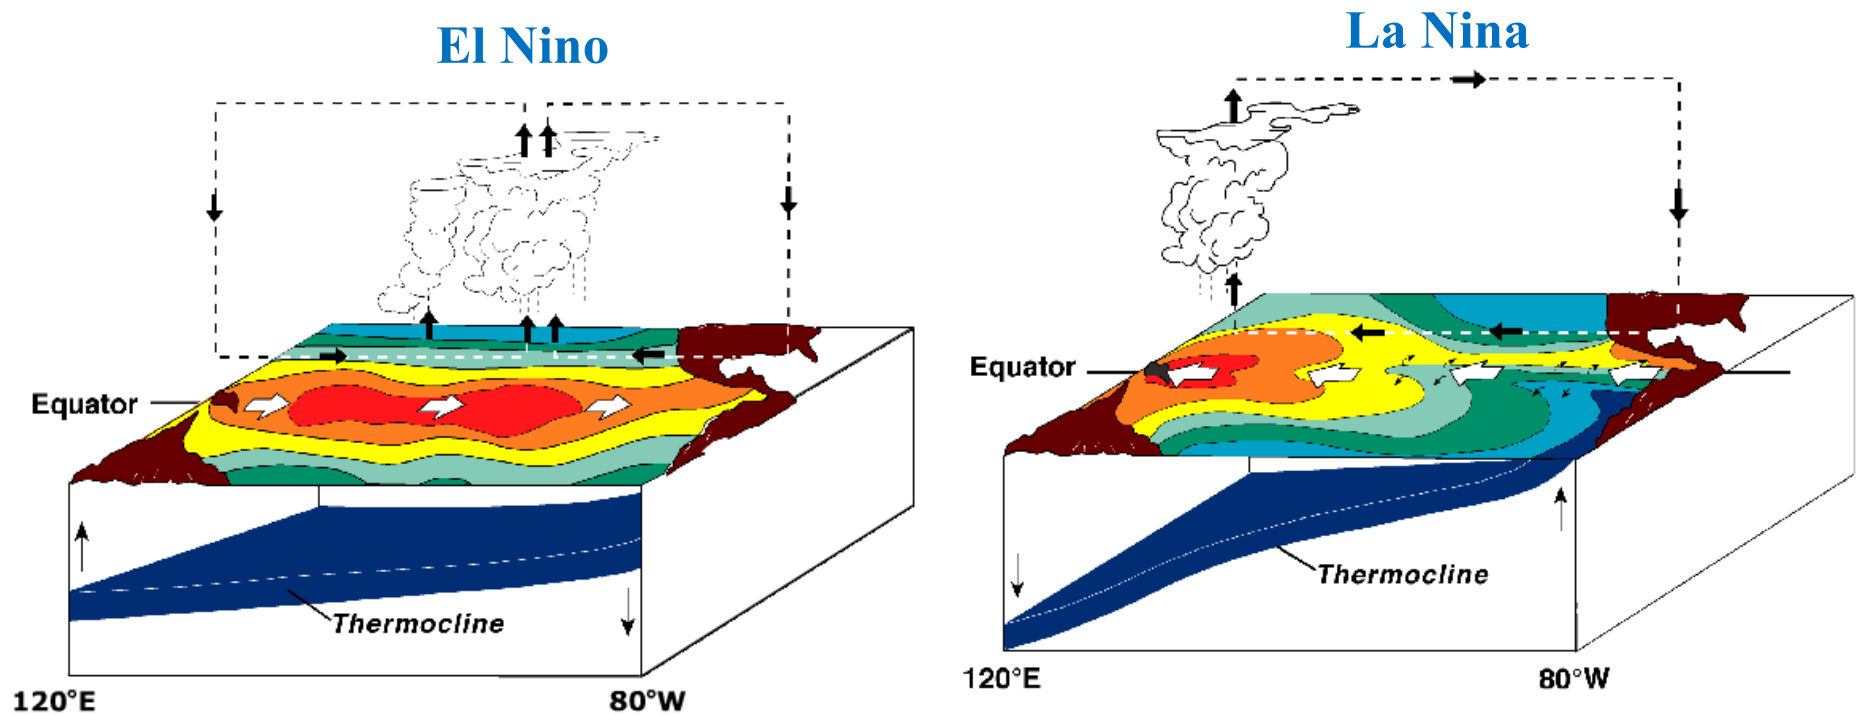 El Nino
La Nina
Equator
Thermocline
120°E
80°W
Equator
Thermocline
120°E
80°W